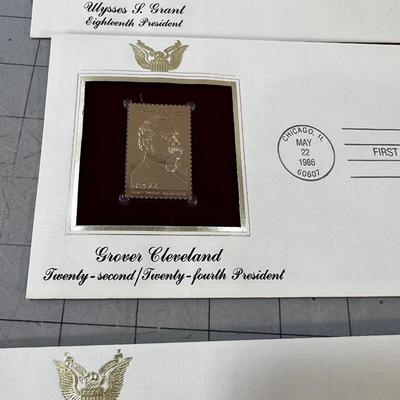 Ulysses S. Grant
Eighteenth President
CHICAGO, IL
MAY
22
1986
60607
FIRST
Grover Cleveland
Twenty-second/Twenty-fourth President